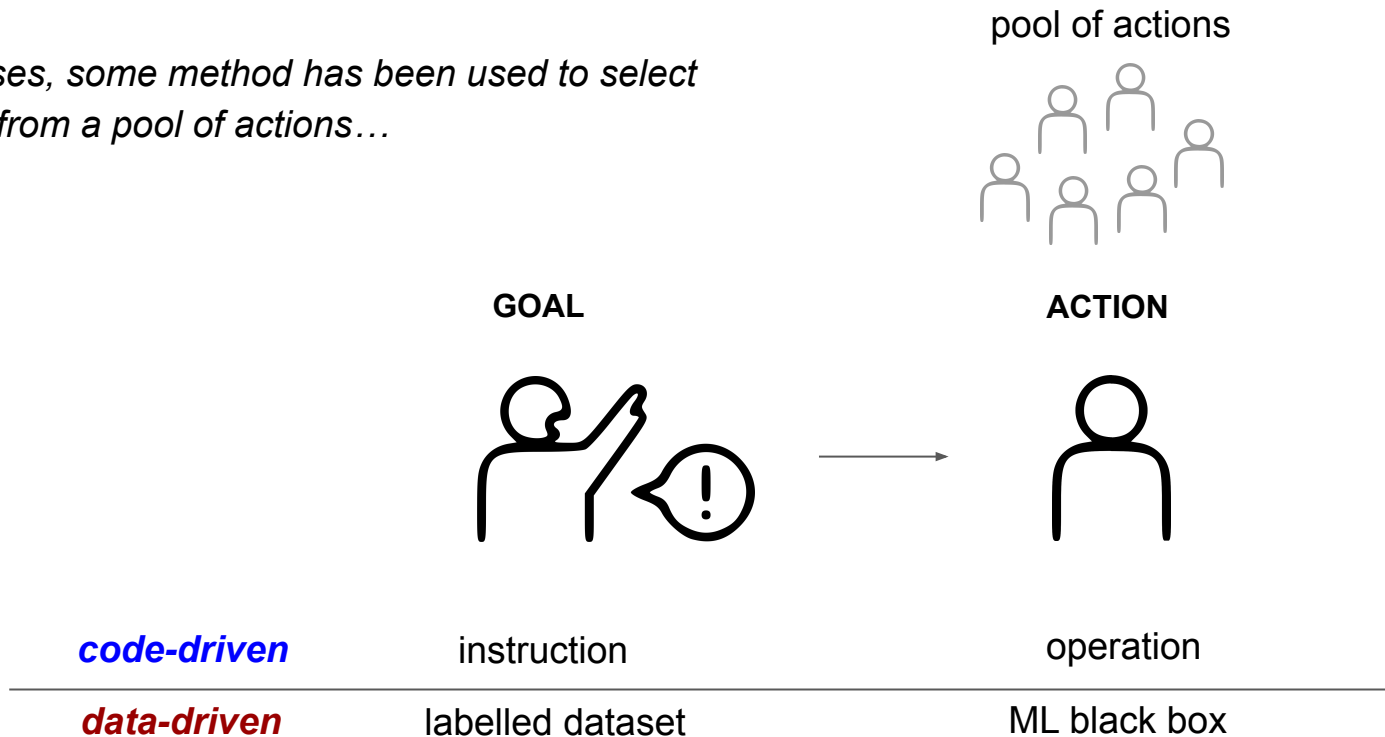 pool of actions
ses, some method has been used to select
from a pool of actions…
GOAL
ACTION
!
code-driven instruction operation
data-driven labelled dataset ML black box